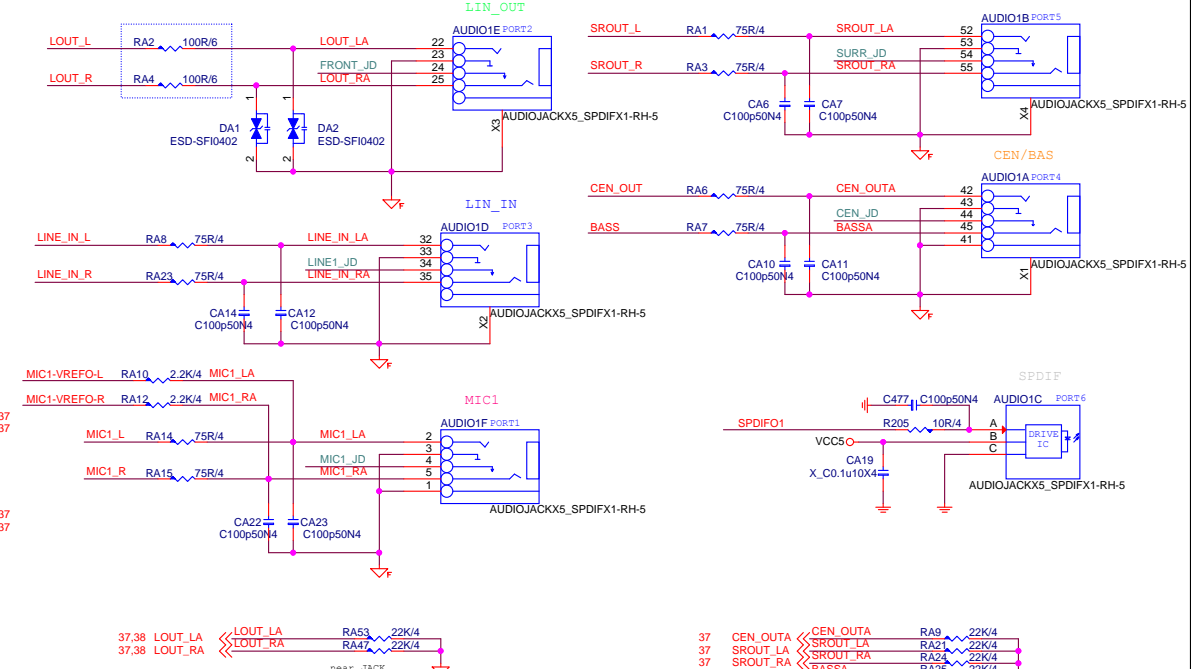 LIN_OUT
AUDIO1E PORT2
LOUT_L RA2 100R/6 LOUT_LA 22
23
FRONT_JD 24
LOUT_R RA4 100R/6 LOUT_RA 25
1 1
DA1 DA2
ESD-SFI0402 ESD-SFI0402
2 2
X3
AUDIOJACKX5_SPDIFX1-RH-5
F
AUDIO1B PORT5
SROUT_L RA1 75R/4 SROUT_LA 52
53
SURR_JD 54
SROUT_R RA3 75R/4 SROUT_RA 55
CA6 CA7
C100p50N4 C100p50N4
X4
AUDIOJACKX5_SPDIFX1-RH-5
F
CEN/BAS
AUDIO1A PORT4
CEN_OUT RA6 75R/4 CEN_OUTA 42
43
CEN_JD 44
BASS RA7 75R/4 BASSA 45
41
CA10 CA11
C100p50N4 C100p50N4
X1
AUDIOJACKX5_SPDIFX1-RH-5
F
LIN_IN
AUDIO1D PORT3
LINE_IN_L RA8 75R/4 LINE_IN_LA 32
33
LINE1_JD 34
LINE_IN_R RA23 75R/4 LINE_IN_RA 35
CA14 CA12
C100p50N4 C100p50N4
X2
AUDIOJACKX5_SPDIFX1-RH-5
F
MIC1-VREFO-L RA10 2.2K/4 MIC1_LA
MIC1-VREFO-R RA12 2.2K/4 MIC1_RA
37
37
MIC1
AUDIO1F PORT1
MIC1_L RA14 75R/4 MIC1_LA 2
3
MIC1_JD 4
MIC1_R RA15 75R/4 MIC1_RA 5
1
37
37
CA22 CA23
C100p50N4 C100p50N4
AUDIOJACKX5_SPDIFX1-RH-5
F
SPDIF
C477 C100p50N4 AUDIO1C PORT6
SPDIFO1 R205 10R/4 A
VCC5 B
C
DRIVE
IC
CA19
X_C0.1u10X4
AUDIOJACKX5_SPDIFX1-RH-5
37,38 LOUT_LA LOUT_LA RA53 22K/4
37,38 LOUT_RA LOUT_RA RA47 22K/4
near JACK
37 CEN_OUTA CEN_OUTA RA9 22K/4
37 SROUT_LA SROUT_LA RA21 22K/4
37 SROUT_RA SROUT_RA RA24 22K/4
BASSA RA25 22K/4